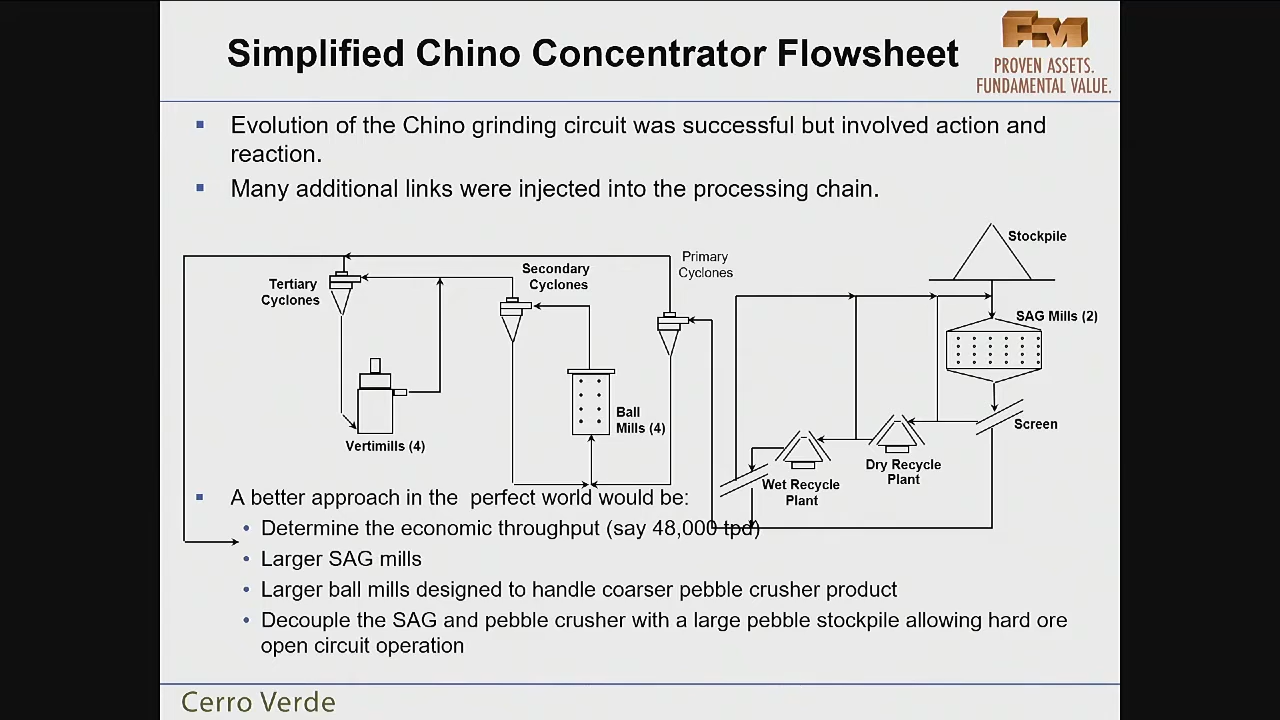 Simplified Chino Concentrator Flowsheet
FM
PROVEN ASSETS.
FUNDAMENTAL VALUE.
▪ Evolution of the Chino grinding circuit was successful but involved action and
reaction.
▪ Many additional links were injected into the processing chain.
Stockpile
Primary
Cyclones
Secondary
Cyclones
Tertiary
Cyclones
SAG Mills (2)
Ball
Mills (4)
Screen
Vertimills (4)
Dry Recycle
Plant
Wet Recycle
Plant
▪ A better approach in the  perfect world would be:
• Determine the economic throughput (say 48,000 tpd)
• Larger SAG mills
• Larger ball mills designed to handle coarser pebble crusher product
• Decouple the SAG and pebble crusher with a large pebble stockpile allowing hard ore
open circuit operation
Cerro Verde